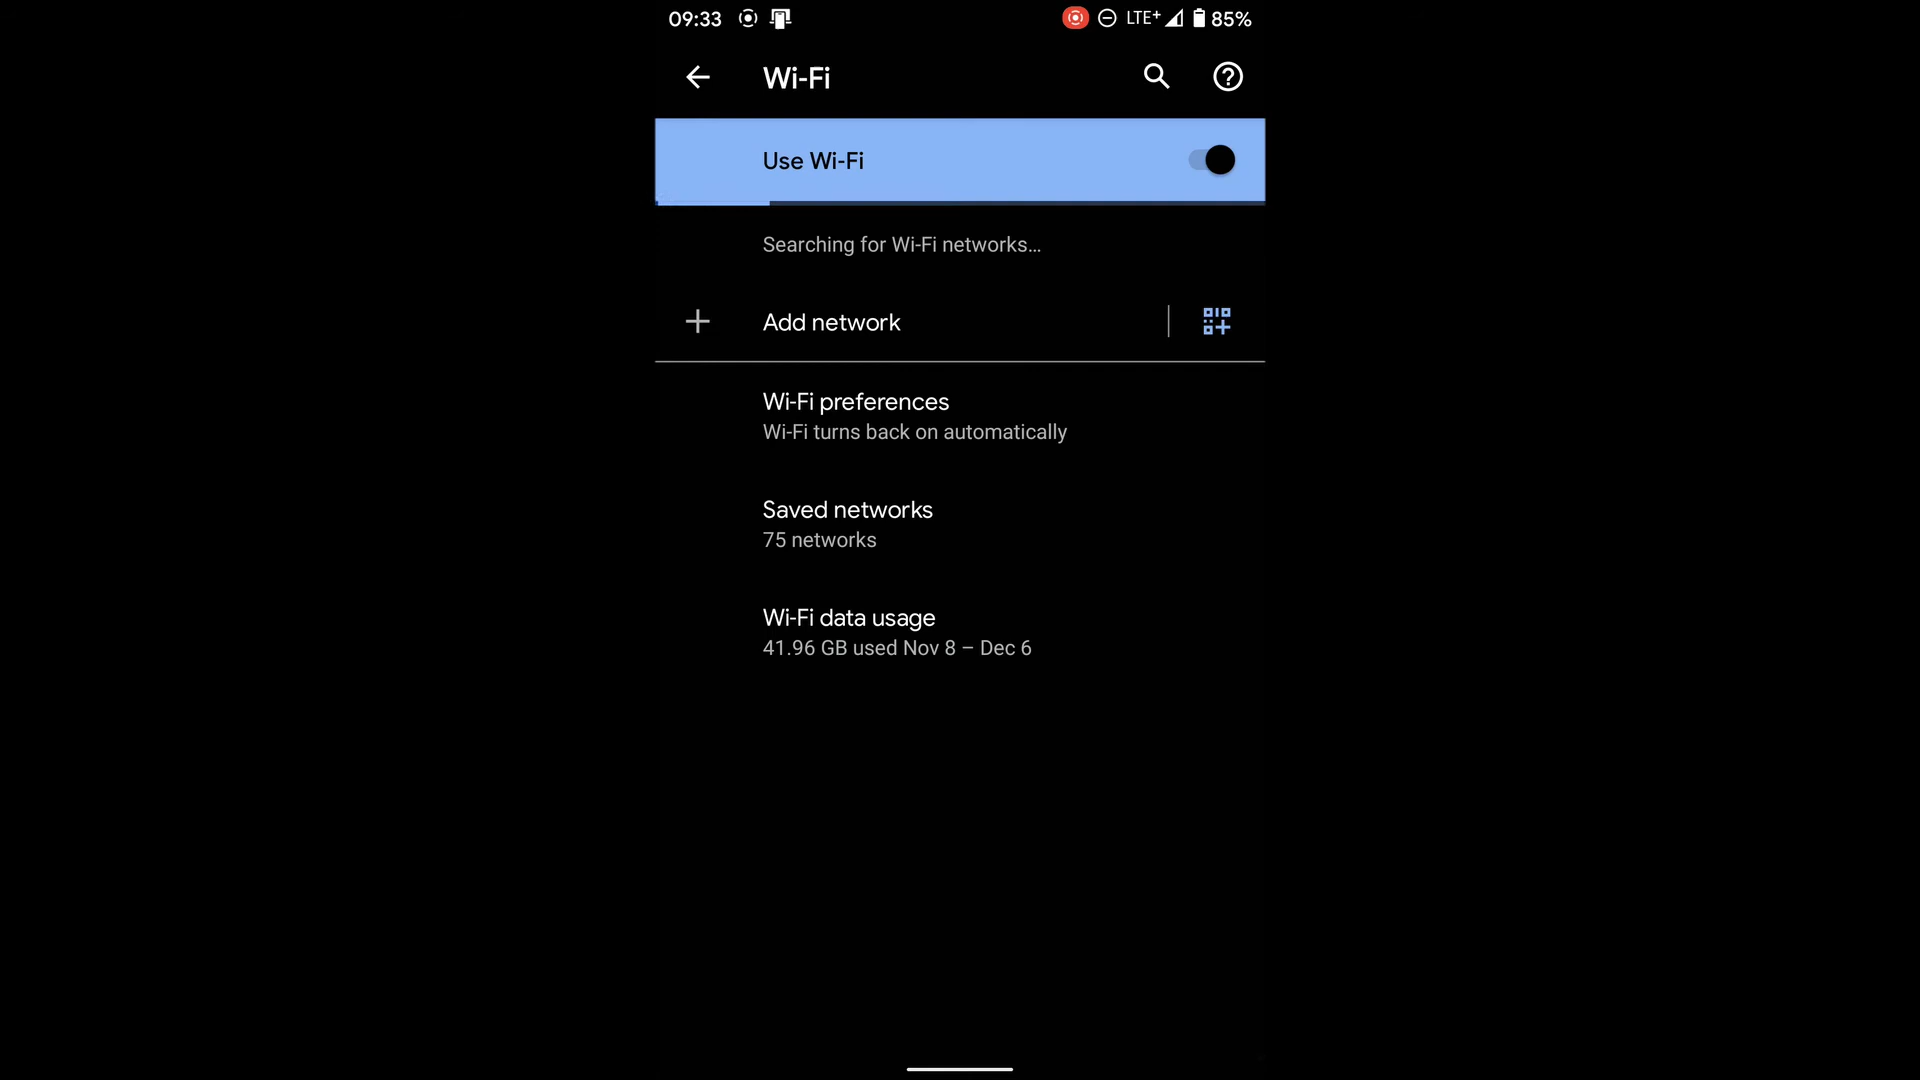 09:33 LTE+ 85%
Wi-Fi
Use Wi-Fi
Searching for Wi-Fi networks…
Add network
Wi-Fi preferences
Wi-Fi turns back on automatically
Saved networks
75 networks
Wi-Fi data usage
41.96 GB used Nov 8 – Dec 6